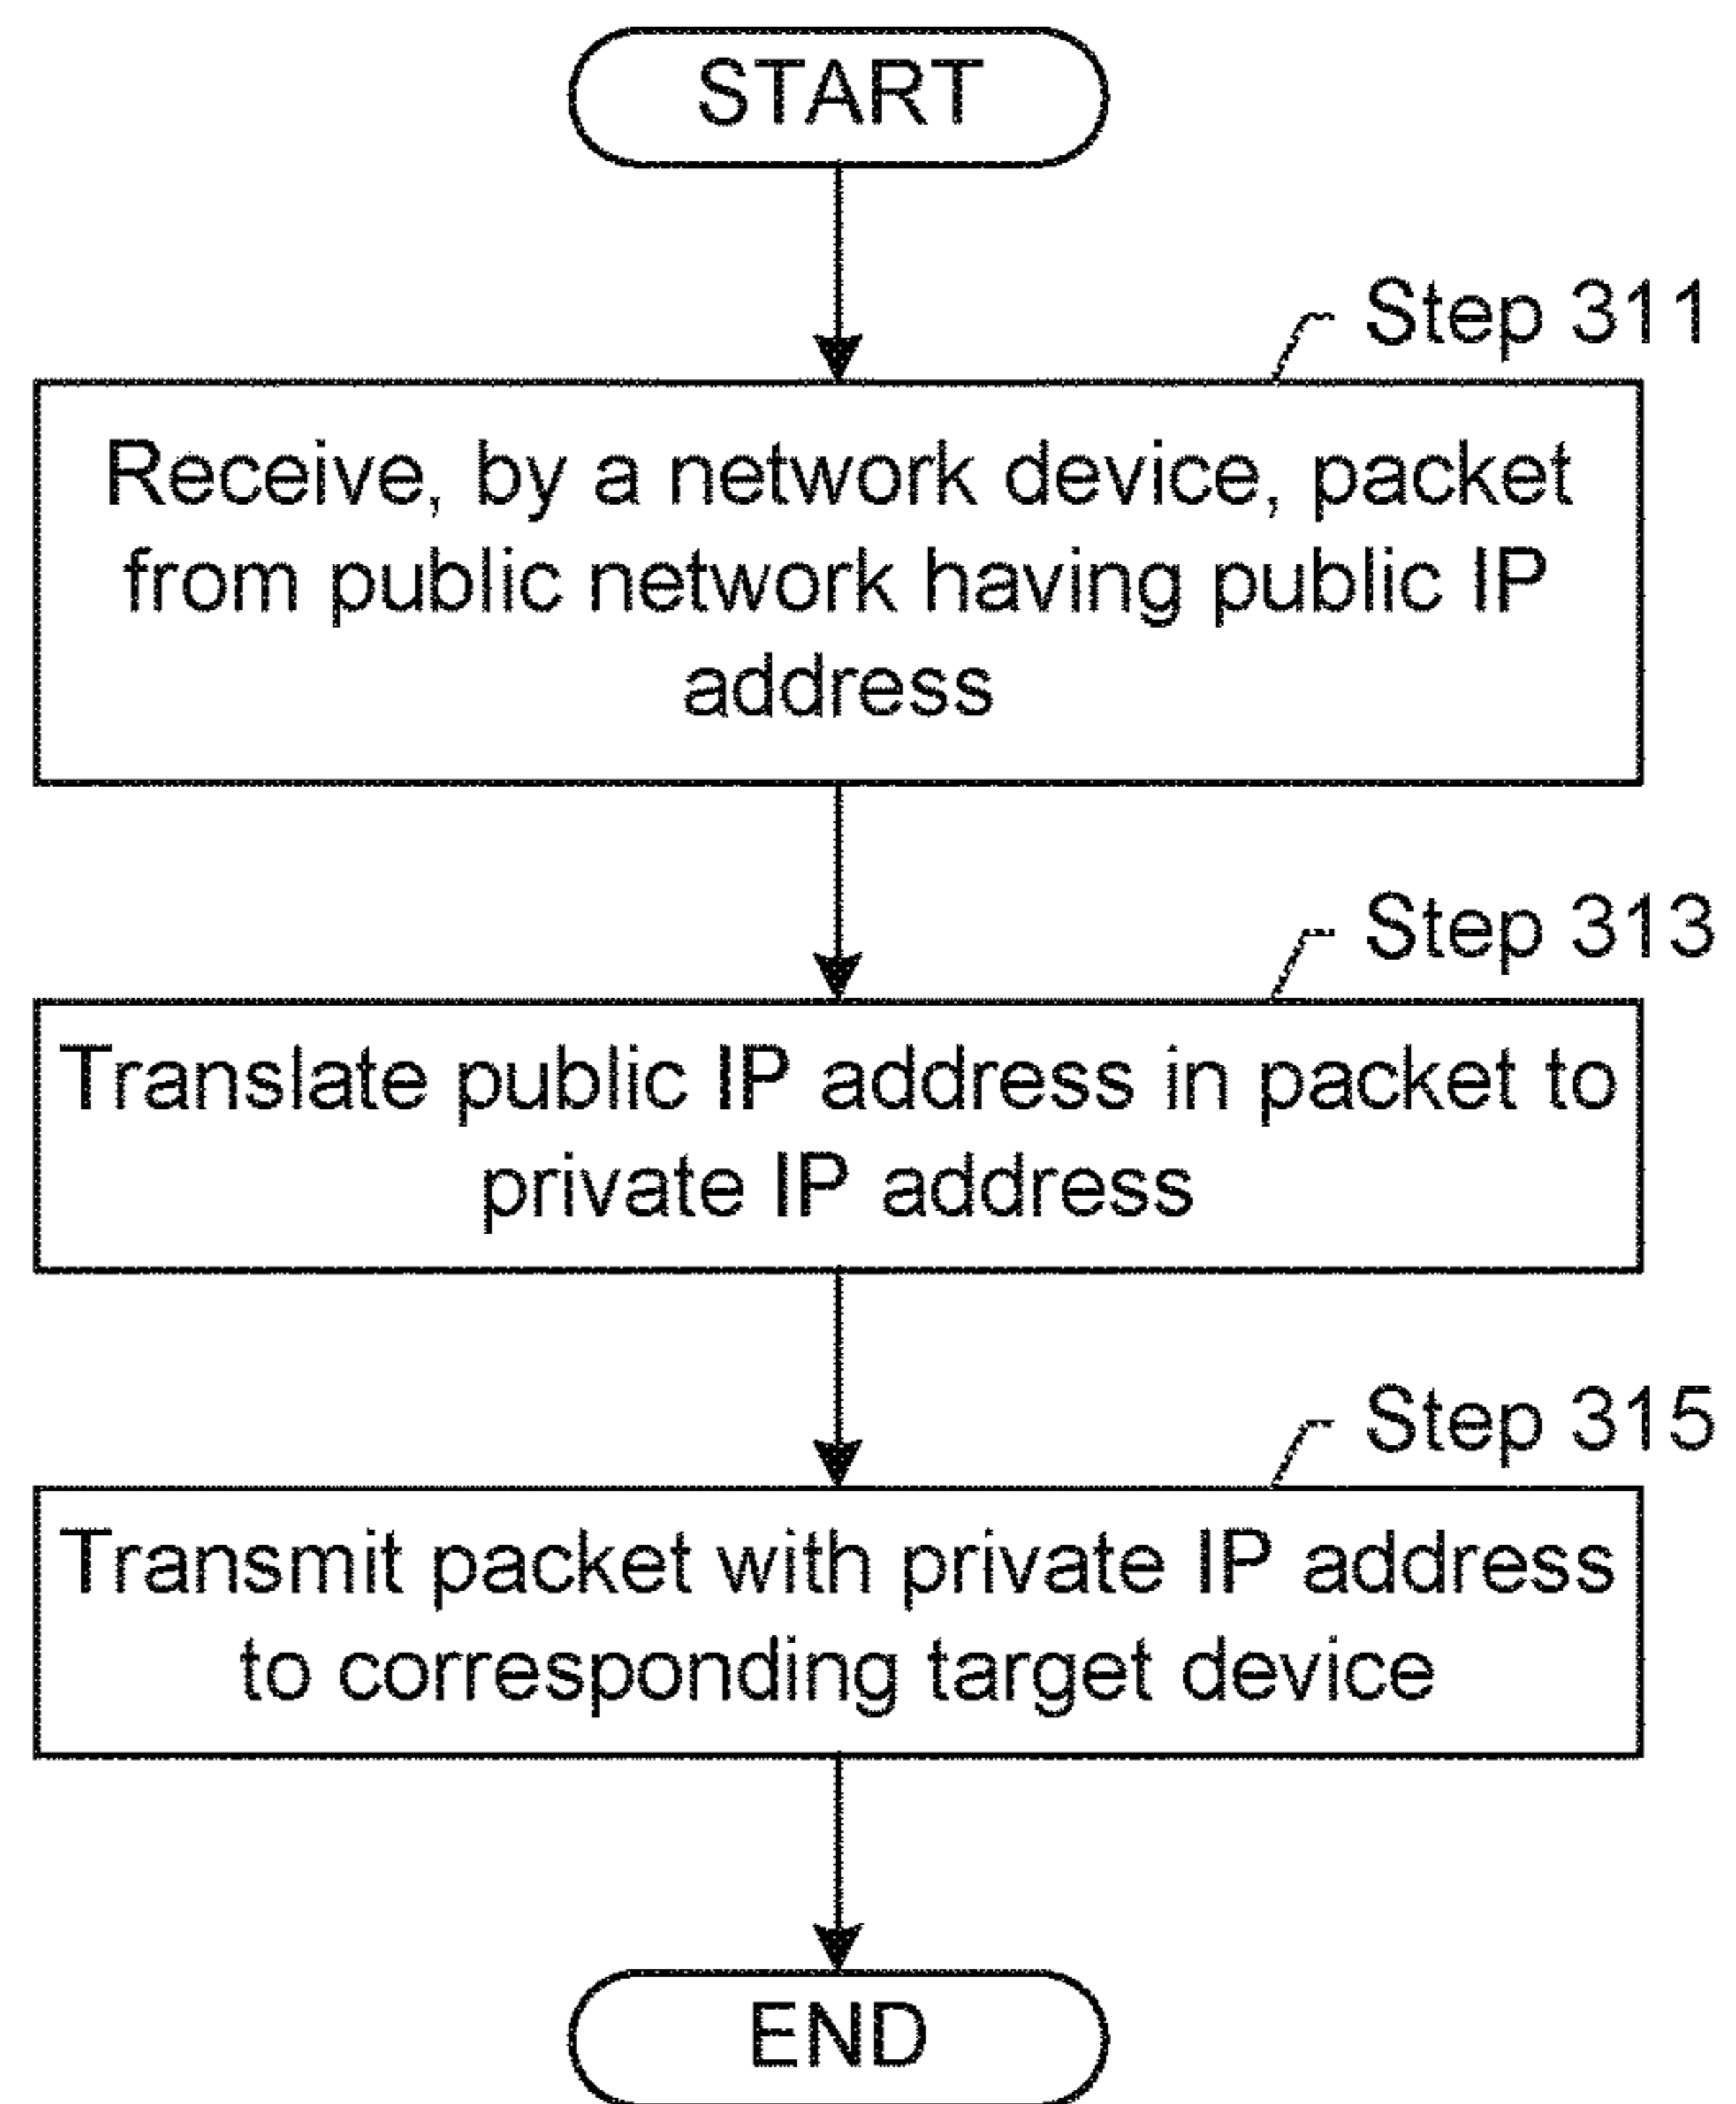 START
Step 311
Receive, by a network device, packet
from public network having public IP
address
Step 313
Translate public IP address in packet to
private IP address
Step 315
Transmit packet with private IP address
to corresponding target device
END